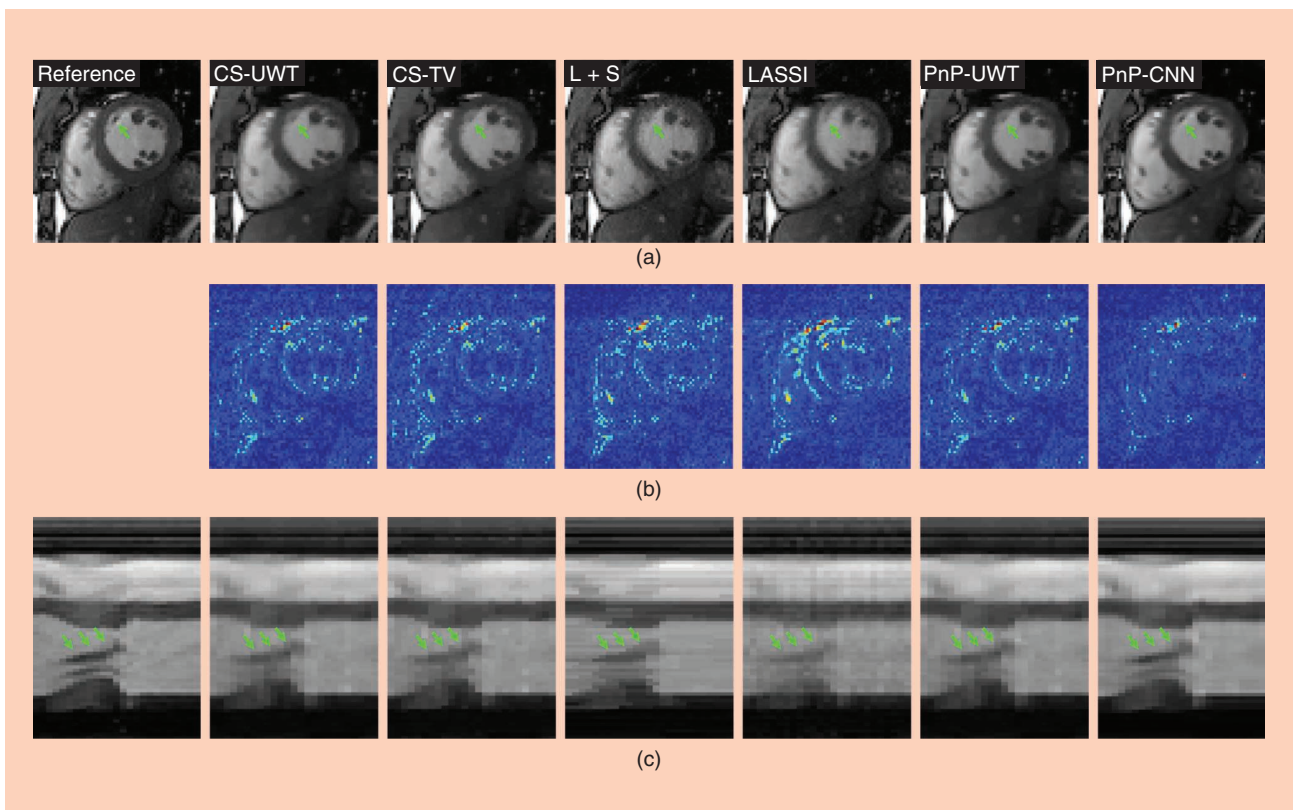 Reference
CS-UWT
CS-TV
L + S
LASSI
PnP-UWT
PnP-CNN
(a)
(b)
(c)